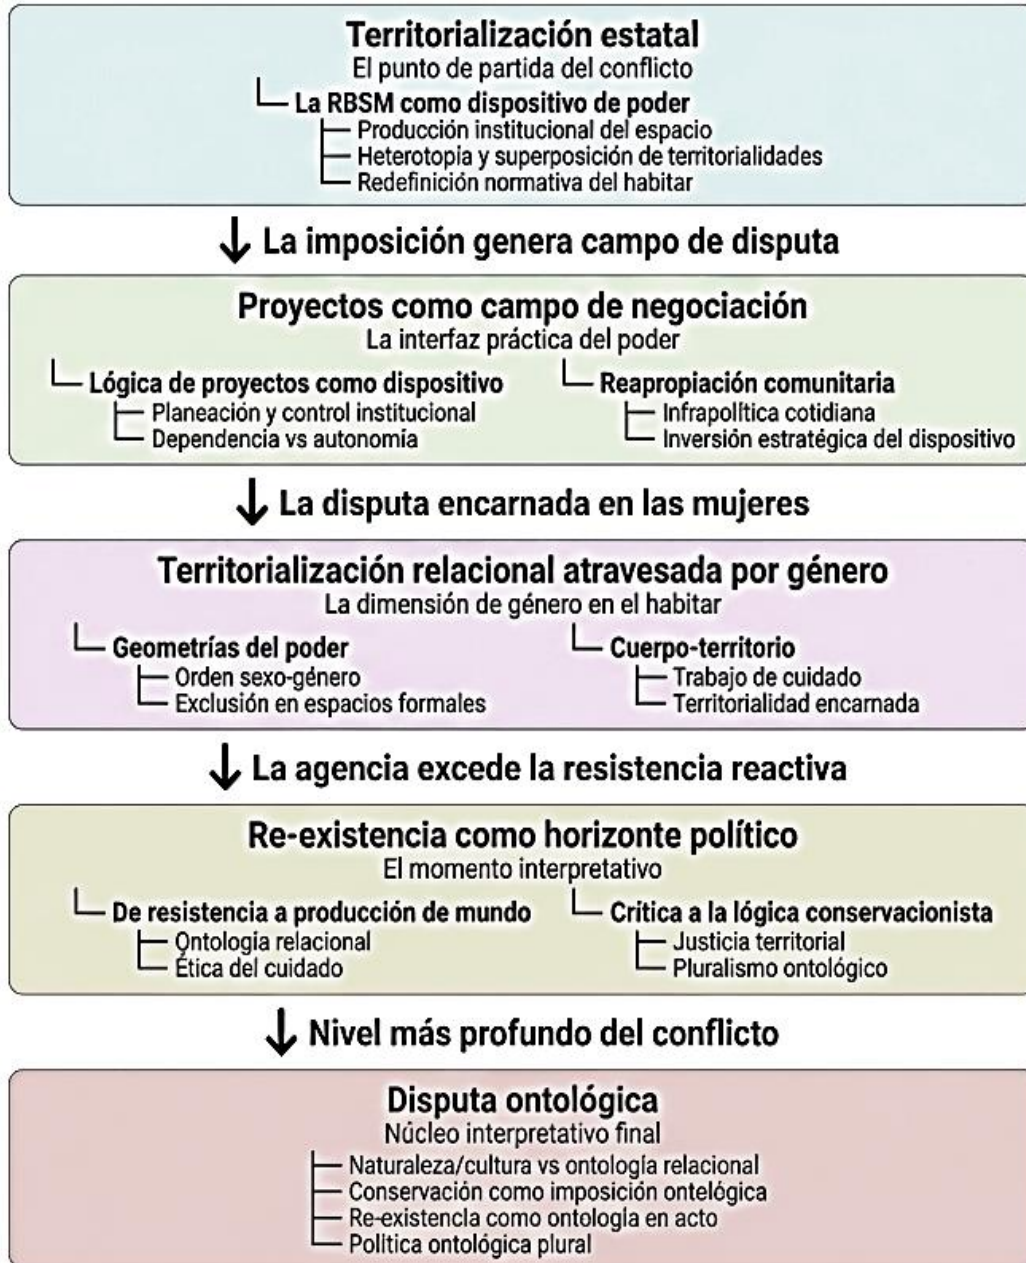 Territorialización estatal
El punto de partida del conflicto
La RBSM como dispositivo de poder
Producción institucional del espacio
Heterotopia y superposición de territorialidades
Redefinición normativa del habitar
La imposición genera campo de disputa
Proyectos como campo de negociación
La interfaz práctica del poder
Lógica de proyectos como dispositivo
Planeación y control institucional
Dependencia vs autonomía
Reapropiación comunitaria
Infrapolítica cotidiana
Inversión estratégica del dispositivo
La disputa encarnada en las mujeres
Territorialización relacional atravesada por género
La dimensión de género en el habitar
Geometrías del poder
Orden sexo-género
Exclusión en espacios formales
Cuerpo-territorio
Trabajo de cuidado
Territorialidad encarnada
La agencia excede la resistencia reactiva
Re-existencia como horizonte político
El momento interpretativo
De resistencia a producción de mundo
Ontología relacional
Ética del cuidado
Crítica a la lógica conservacionista
Justicia territorial
Pluralismo ontológico
Nivel más profundo del conflicto
Disputa ontológica
Núcleo interpretativo final
Naturaleza/cultura vs ontología relacional
Conservación como imposición ontelógica
Re-existencla como ontología en acto
Política ontológica plural